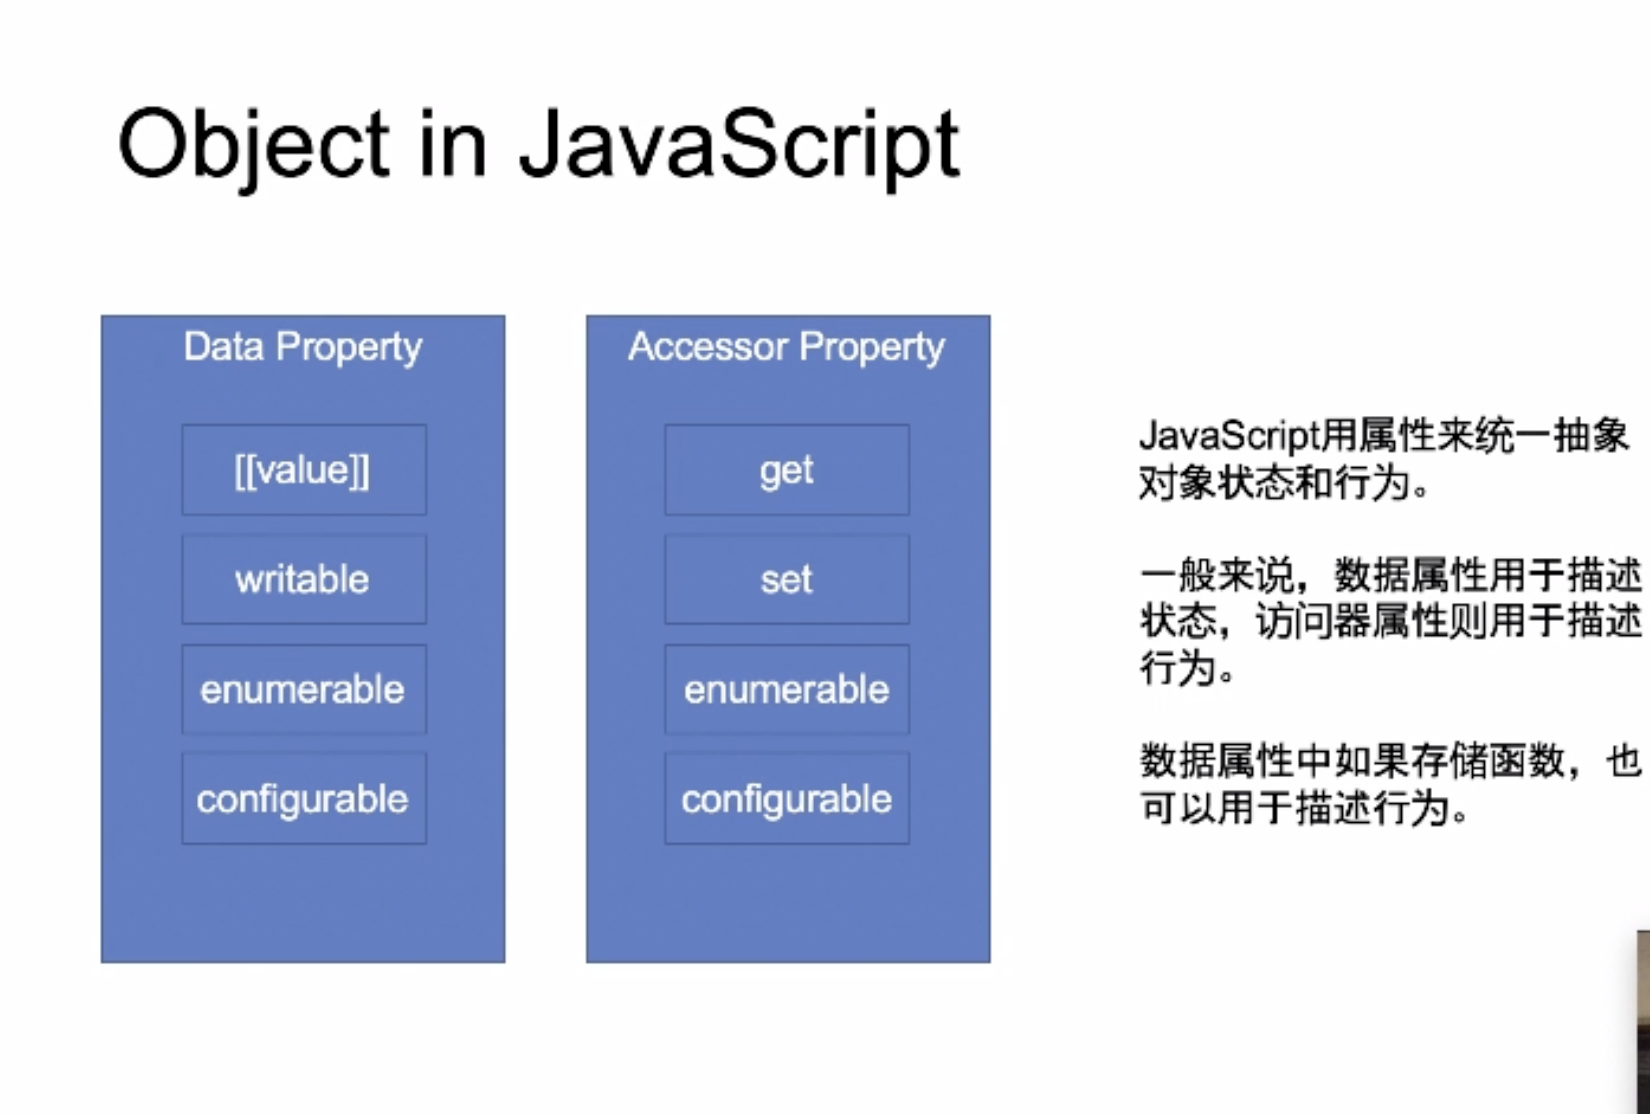 Object in JavaScript
Data Property
[[value]]
writable
enumerable
configurable
Accessor Property
get
set
enumerable
configurable
JavaScript用属性来统一抽象
对象状态和行为。
一般来说，数据属性用于描述
状态，访问器属性则用于描述
行为。
数据属性中如果存储函数，也
可以用于描述行为。